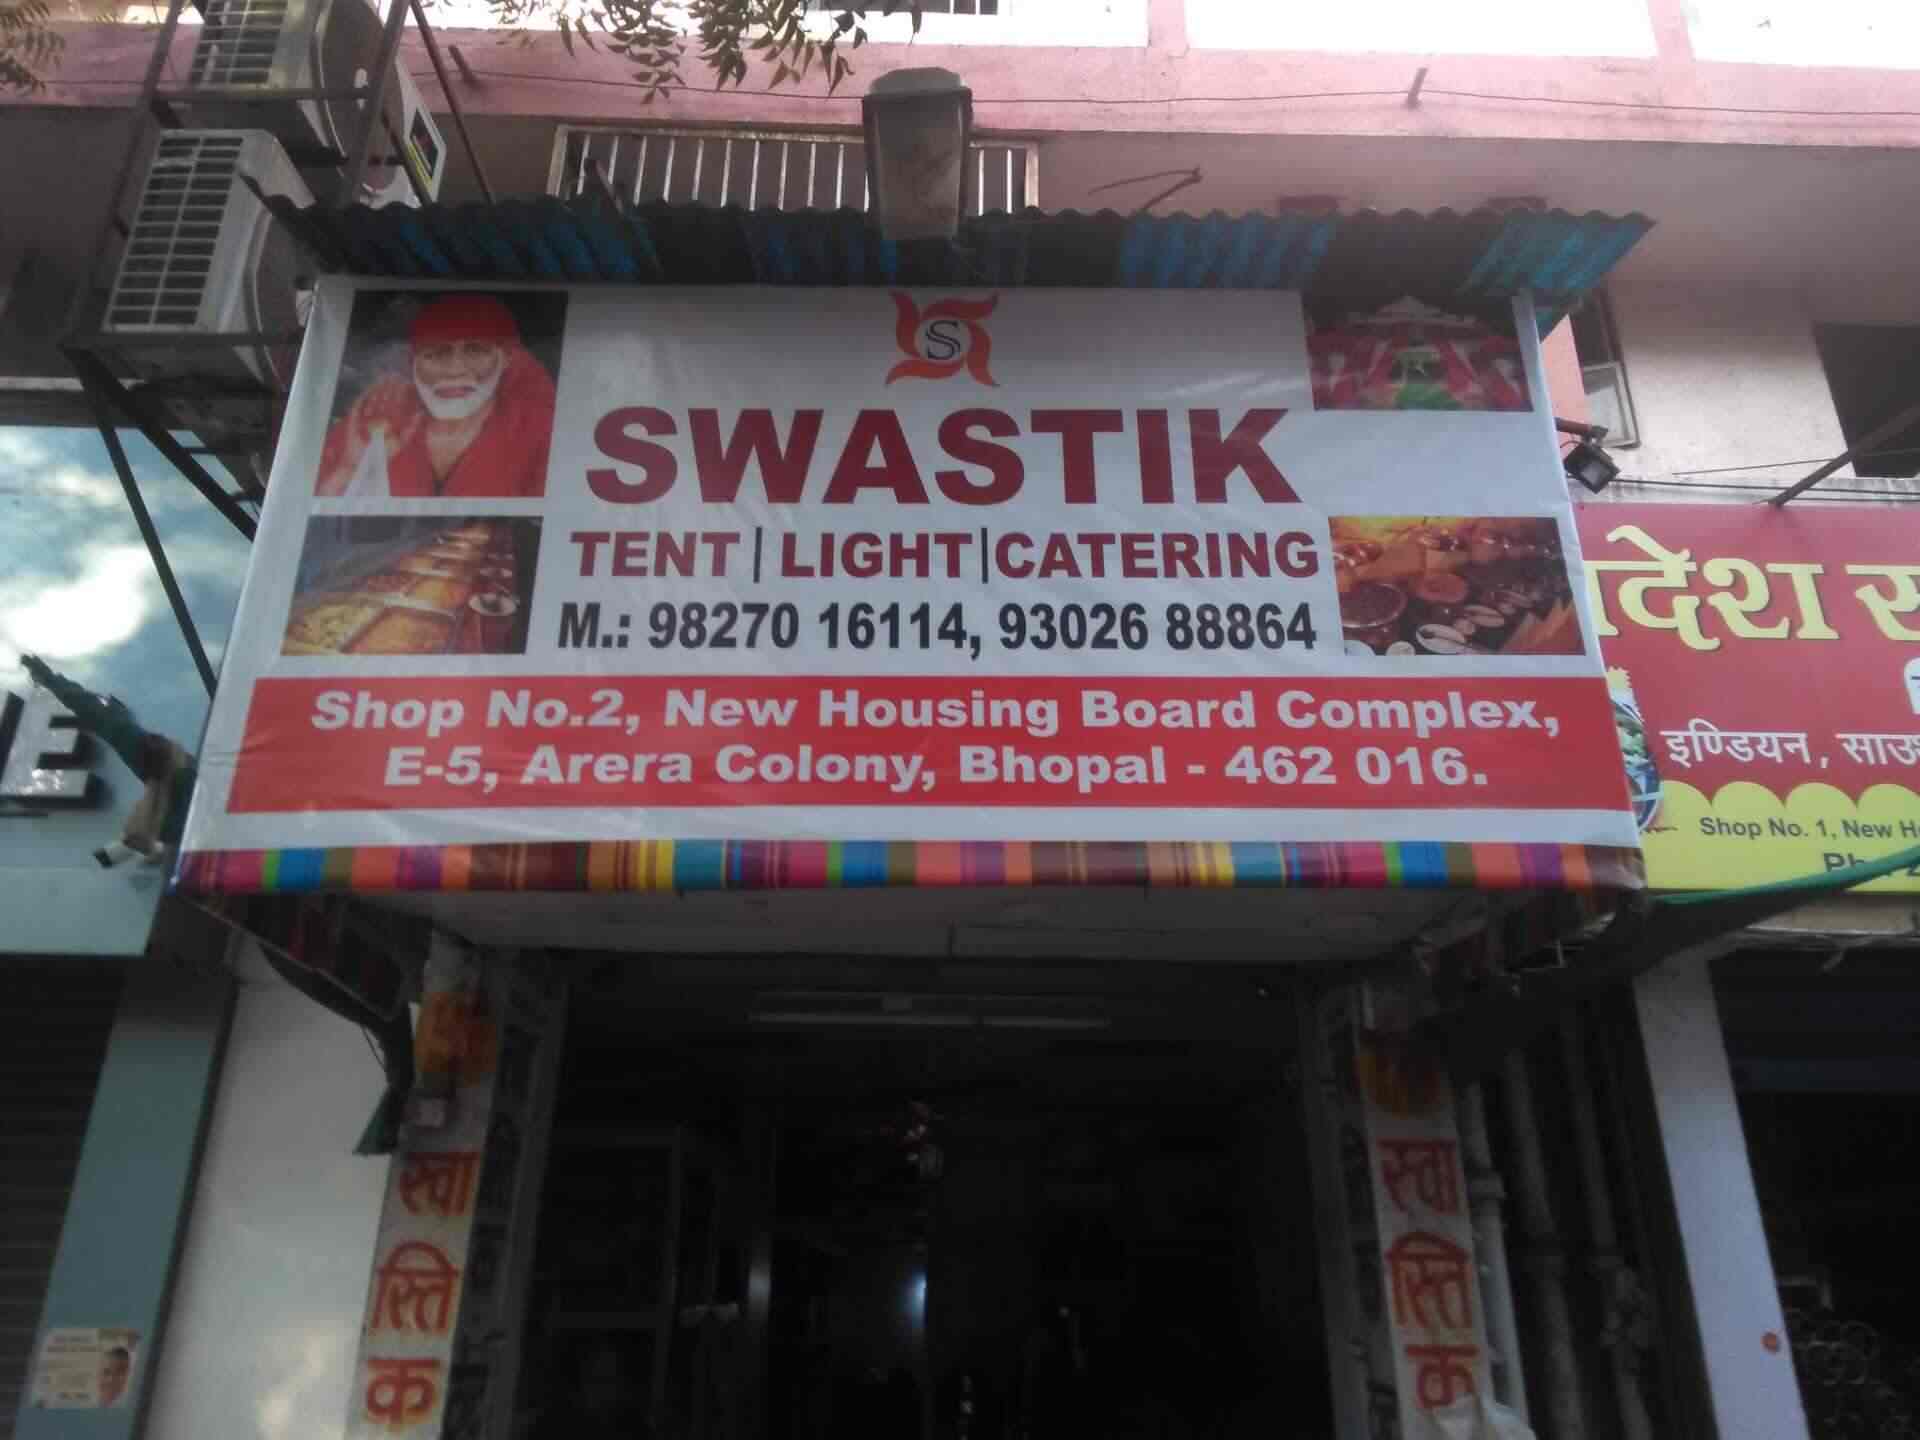 S
SWASTIK
TENT | LIGHT | CATERING
M.: 98270 16114, 93026 88864
Shop No.2, New Housing Board Complex,
E-5, Arera Colony, Bhopal - 462 016.
देश
इण्डियन,
Shop No. 1, New
स्वा
स्ति
क
स्वा
स्ति
क